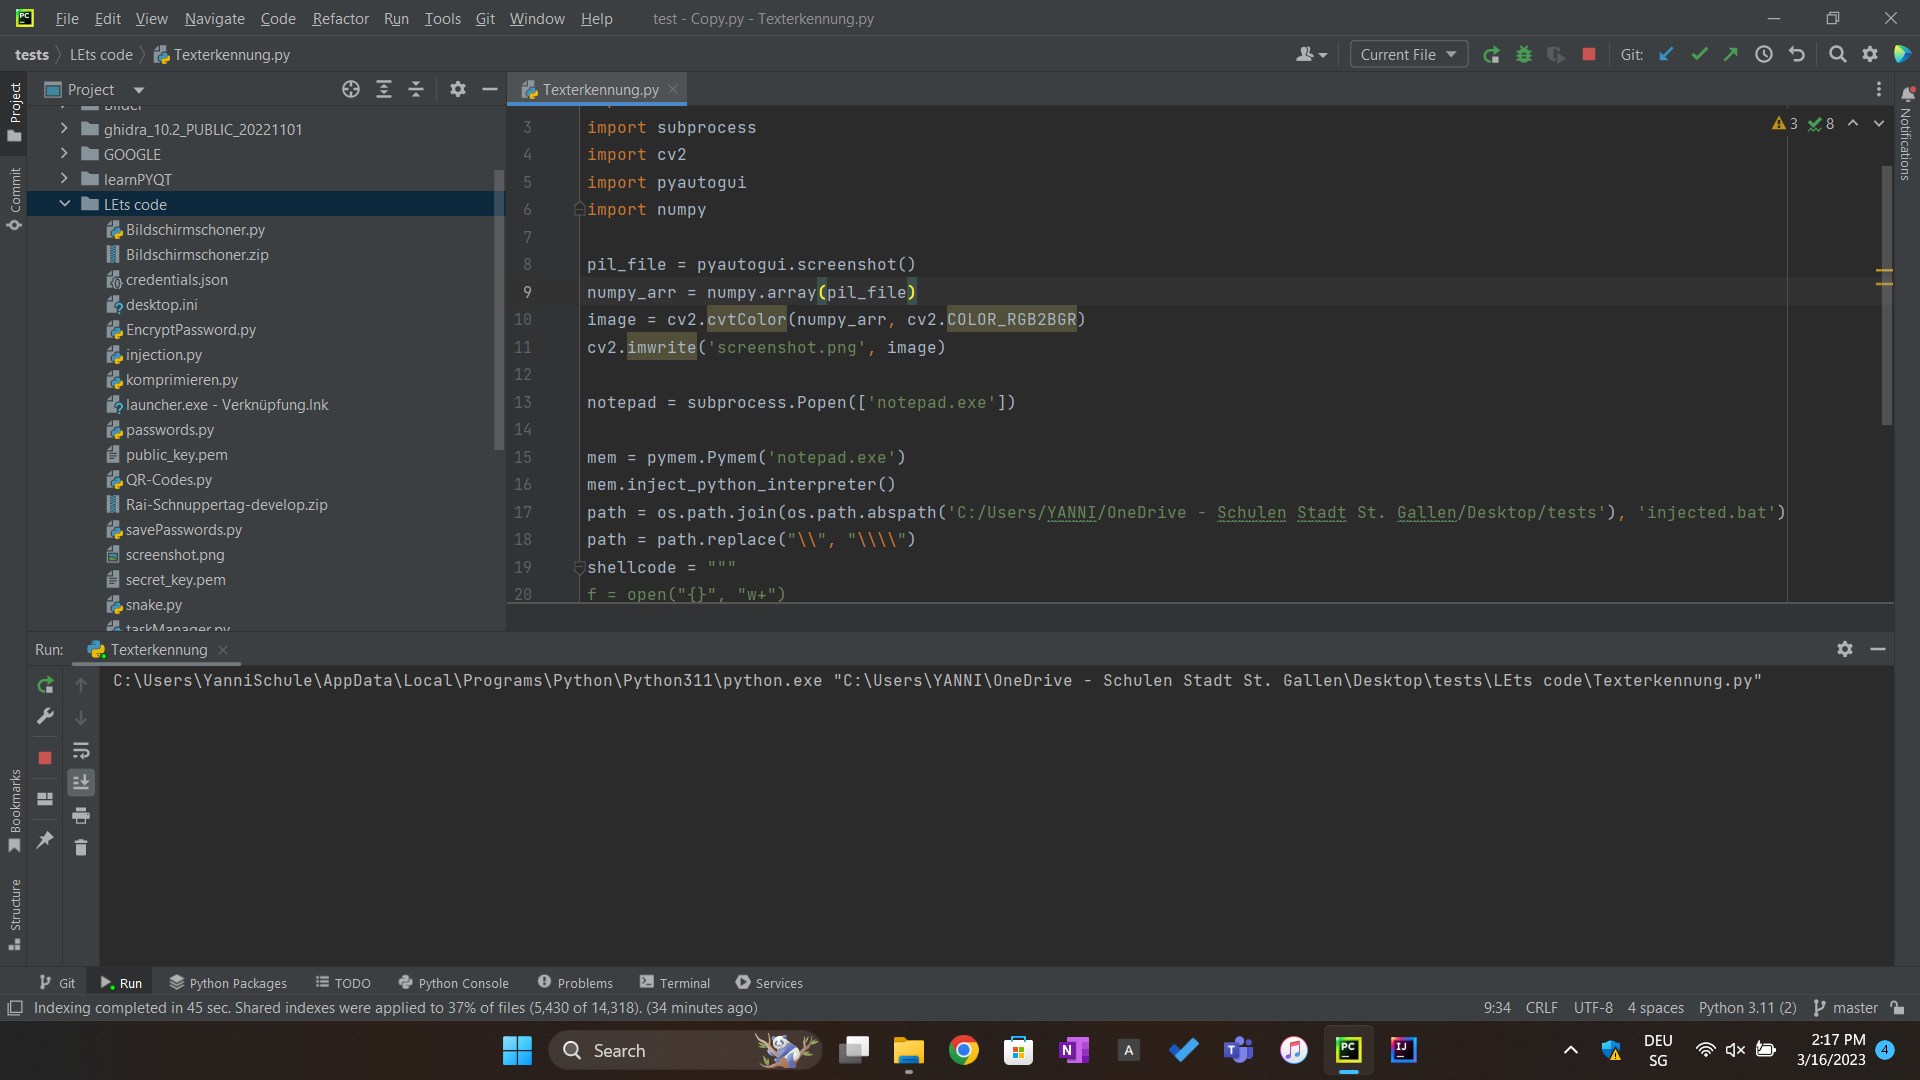 File Edit View Navigate Code Refactor Run Tools Git Window Help test - Copy.py - Texterkennung.py
tests LEts code Texterkennung.py Current File Git:
Project Texterkennung.py
Project
Commit
Bookmarks
Structure
Notifications
Bilder
ghidra_10.2_PUBLIC_20221101
GOOGLE
learnPYQT
LEts code
Bildschirmschoner.py
Bildschirmschoner.zip
credentials.json
desktop.ini
EncryptPassword.py
injection.py
komprimieren.py
launcher.exe - Verknüpfung.lnk
passwords.py
public_key.pem
QR-Codes.py
Rai-Schnuppertag-develop.zip
savePasswords.py
screenshot.png
secret_key.pem
snake.py
taskManager.py
3 8
3 import subprocess
4 import cv2
5 import pyautogui
6 import numpy
7
8 pil_file = pyautogui.screenshot()
9 numpy_arr = numpy.array(pil_file)
10 image = cv2.cvtColor(numpy_arr, cv2.COLOR_RGB2BGR)
11 cv2.imwrite('screenshot.png', image)
12
13 notepad = subprocess.Popen(['notepad.exe'])
14
15 mem = pymem.Pymem('notepad.exe')
16 mem.inject_python_interpreter()
17 path = os.path.join(os.path.abspath('C:/Users/YANNI/OneDrive - Schulen Stadt St. Gallen/Desktop/tests'), 'injected.bat')
18 path = path.replace("\\", "\\\\")
19 shellcode = """
20 f = open("{}", "w+")
Run: Texterkennung
C:\Users\YanniSchule\AppData\Local\Programs\Python\Python311\python.exe "C:\Users\YANNI\OneDrive - Schulen Stadt St. Gallen\Desktop\tests\LEts code\Texterkennung.py"
Git Run Python Packages TODO Python Console Problems Terminal Services
Indexing completed in 45 sec. Shared indexes were applied to 37% of files (5,430 of 14,318). (34 minutes ago) 9:34 CRLF UTF-8 4 spaces Python 3.11 (2) master
Search DEU 2:17 PM
SG 3/16/2023 4